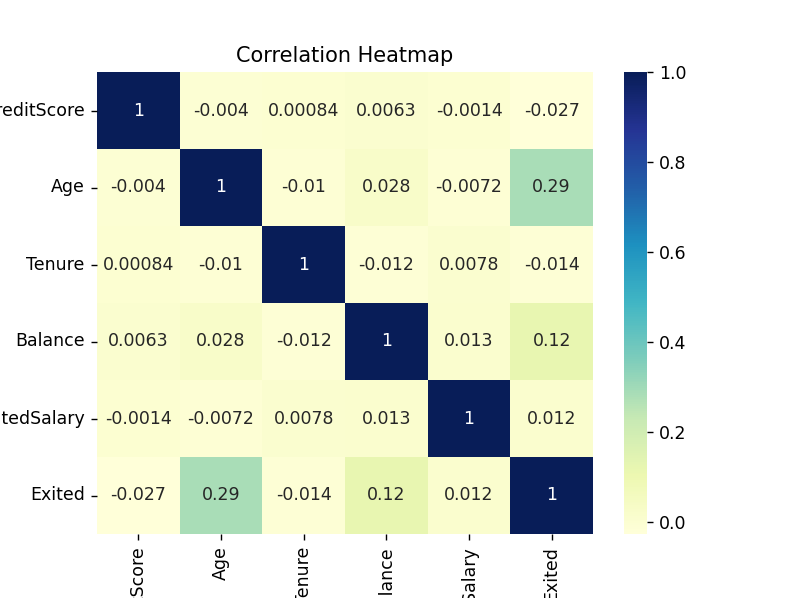 Correlation Heatmap
reditScore 1 -0.004 0.00084 0.0063 -0.0014 -0.027
Age -0.004 1 -0.01 0.028 -0.0072 0.29
Tenure 0.00084 -0.01 1 -0.012 0.0078 -0.014
Balance 0.0063 0.028 -0.012 1 0.013 0.12
tedSalary -0.0014 -0.0072 0.0078 0.013 1 0.012
Exited -0.027 0.29 -0.014 0.12 0.012 1
Score
Age
enure
lance
Salary
Exited
1.0
0.8
0.6
0.4
0.2
0.0